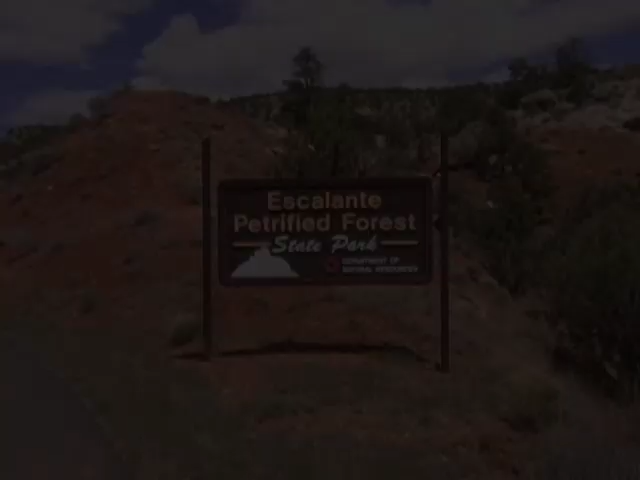 Escalante
Petrified Forest
State Park
DEPARTMENT OF
NATURAL RESOURCES